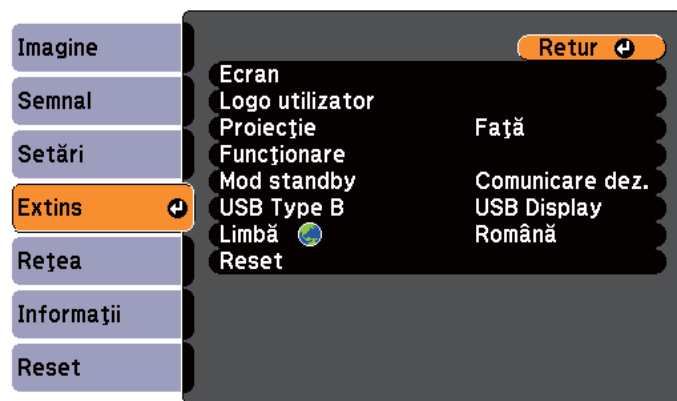 Imagine
Semnal
Setări
Extins
Reţea
Informaţii
Reset
Retur
Ecran
Logo utilizator
Proiecţie Faţă
Funcţionare
Mod standby Comunicare dez.
USB Type B USB Display
Limbă Română
Reset